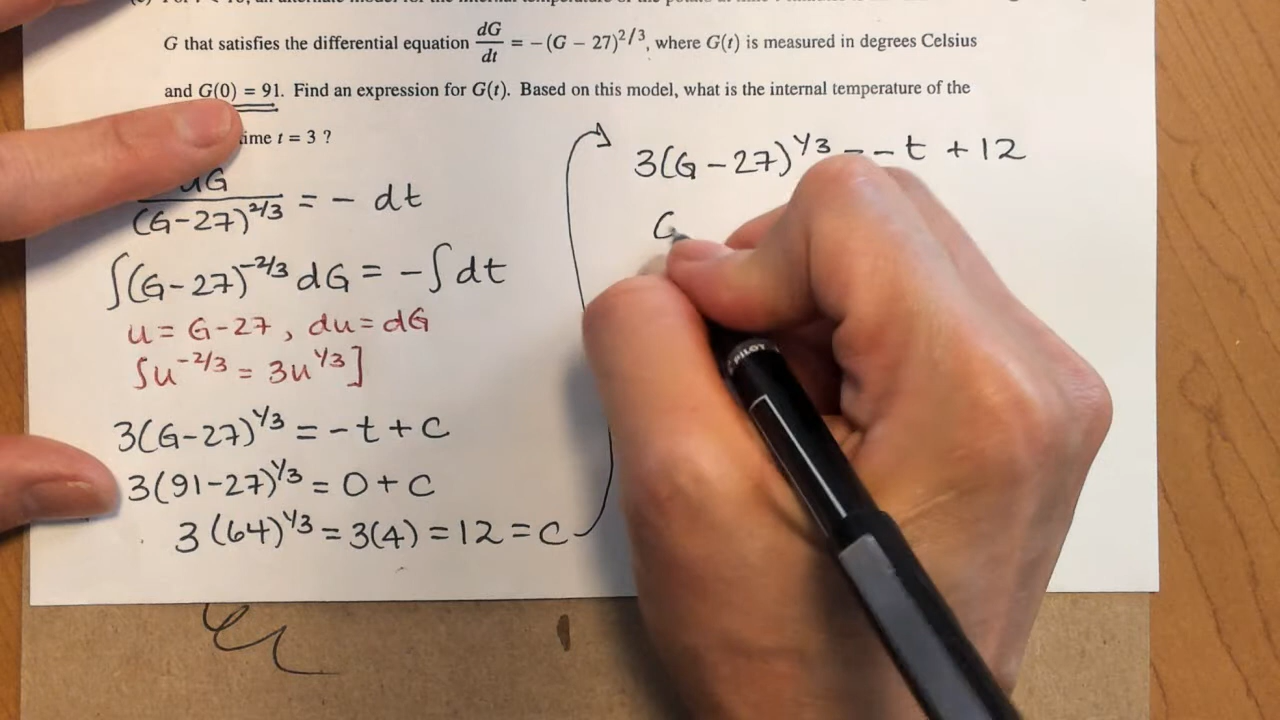 G that satisfies the differential equation dG/dt = −(G − 27)^2/3, where G(t) is measured in degrees Celsius
and G(0) = 91. Find an expression for G(t). Based on this model, what is the internal temperature of the
time t = 3 ?
dG/(G-27)^2/3 = - dt
∫(G-27)^-2/3 dG = -∫dt
u = G-27, du = dG
∫u^-2/3 = 3u^1/3]
3(G-27)^1/3 = -t + C
3(91-27)^1/3 = 0 + C
3(64)^1/3 = 3(4) = 12 = C
3(G-27)^1/3 = -t + 12
G
PILOT